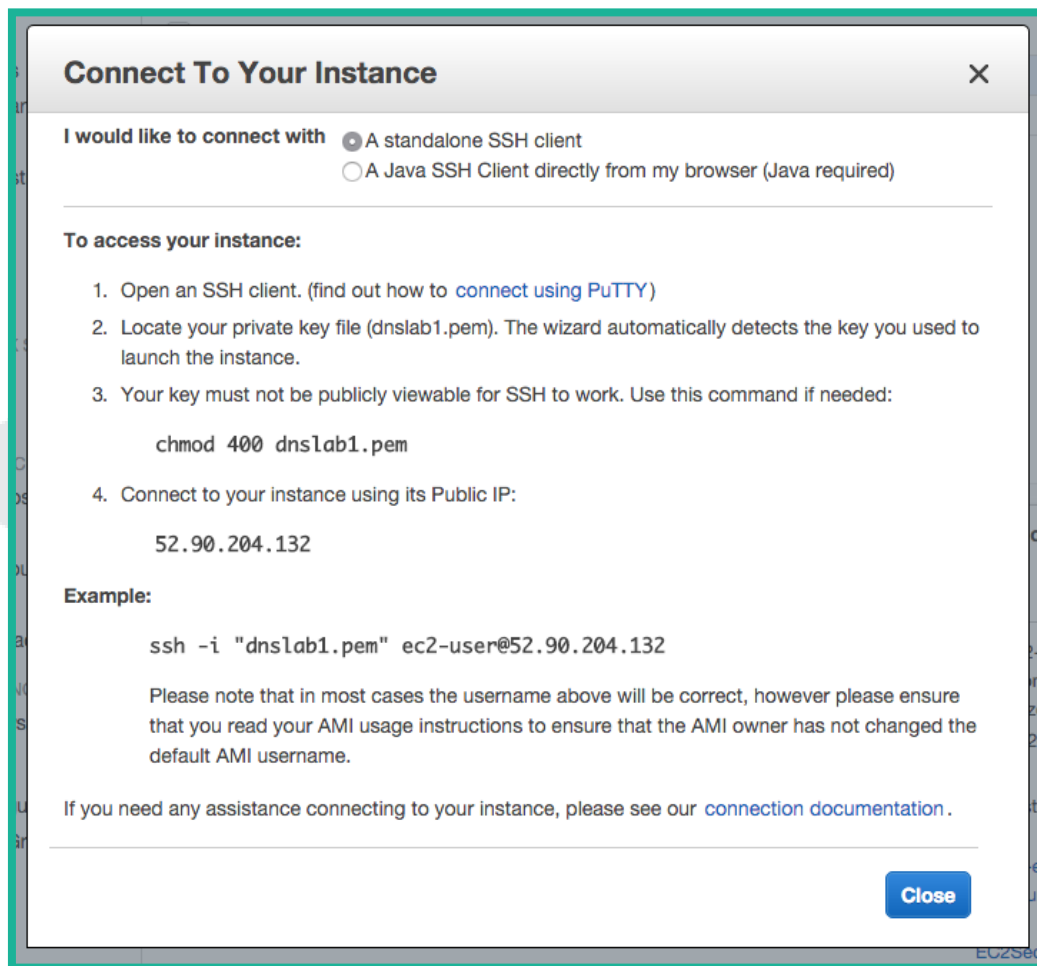 Connect To Your Instance
I would like to connect with
A standalone SSH client
A Java SSH Client directly from my browser (Java required)
To access your instance:
1. Open an SSH client. (find out how to connect using PuTTY)
2. Locate your private key file (dnslab1.pem). The wizard automatically detects the key you used to
launch the instance.
3. Your key must not be publicly viewable for SSH to work. Use this command if needed:
chmod 400 dnslab1.pem
4. Connect to your instance using its Public IP:
52.90.204.132
Example:
ssh -i "dnslab1.pem" ec2-user@52.90.204.132
Please note that in most cases the username above will be correct, however please ensure
that you read your AMI usage instructions to ensure that the AMI owner has not changed the
default AMI username.
If you need any assistance connecting to your instance, please see our connection documentation.
Close